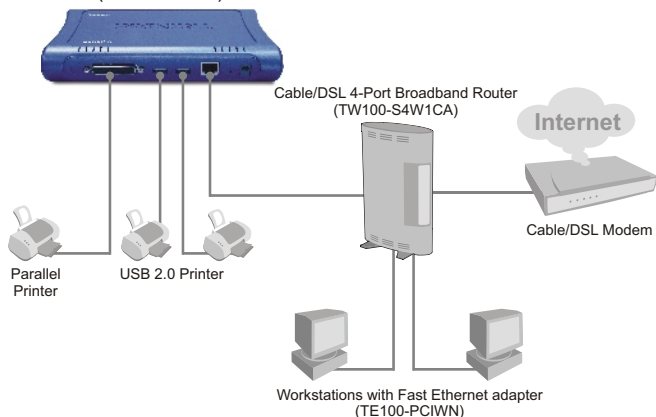 Cable/DSL 4-Port Broadband Router
(TW100-S4W1CA)
Internet
Cable/DSL Modem
Parallel
Printer
USB 2.0 Printer
Workstations with Fast Ethernet adapter
(TE100-PCIWN)